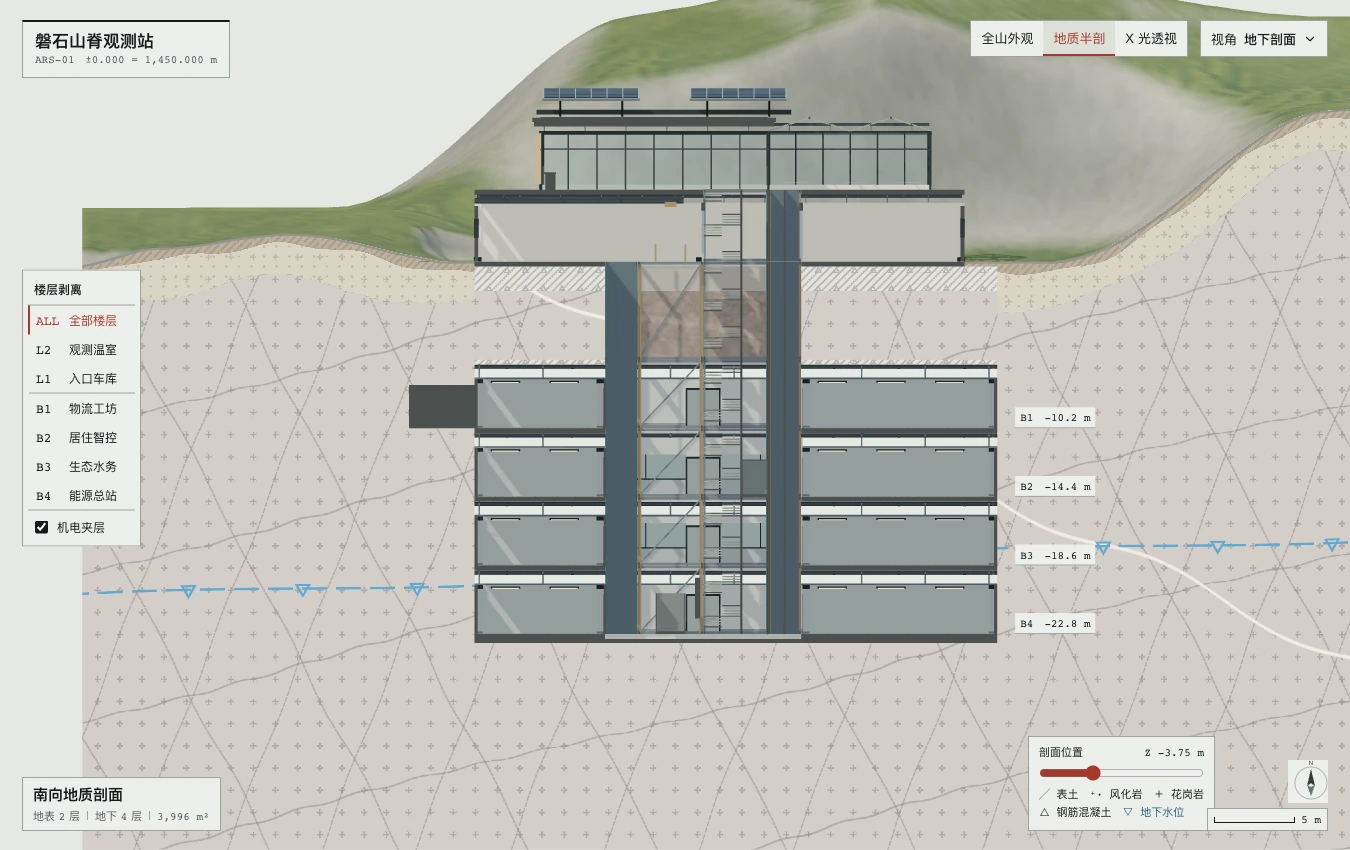 磐石山脊观测站
ARS-01 ±0.000 = 1,450.000 m
全山外观 地质半剖 X 光透视
视角 地下剖面
楼层剥离
ALL 全部楼层
L2 观测温室
L1 入口车库
B1 物流工坊
B2 居住智控
B3 生态水务
B4 能源总站
机电夹层
B1 -10.2 m
B2 -14.4 m
B3 -18.6 m
B4 -22.8 m
南向地质剖面
地表 2 层 | 地下 4 层 | 3,996 m²
剖面位置 Z -3.75 m
表土 风化岩 花岗岩
钢筋混凝土 地下水位
N
5 m